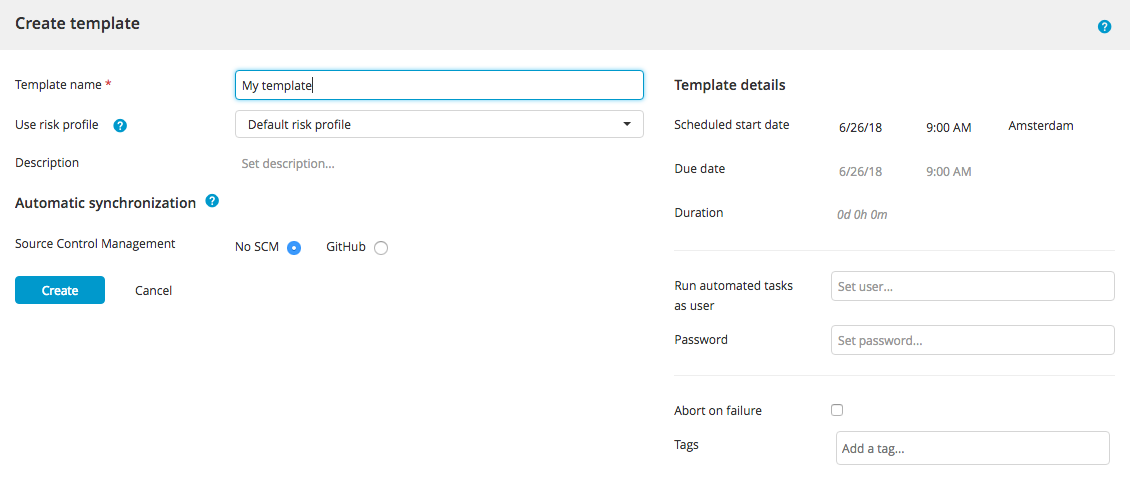 Create template
?
Template name *
My template
Use risk profile ?
Default risk profile
Description
Set description...
Automatic synchronization ?
Source Control Management
No SCM
GitHub
Create
Cancel
Template details
Scheduled start date
6/26/18
9:00 AM
Amsterdam
Due date
6/26/18
9:00 AM
Duration
0d 0h 0m
Run automated tasks
as user
Set user...
Password
Set password...
Abort on failure
Tags
Add a tag...